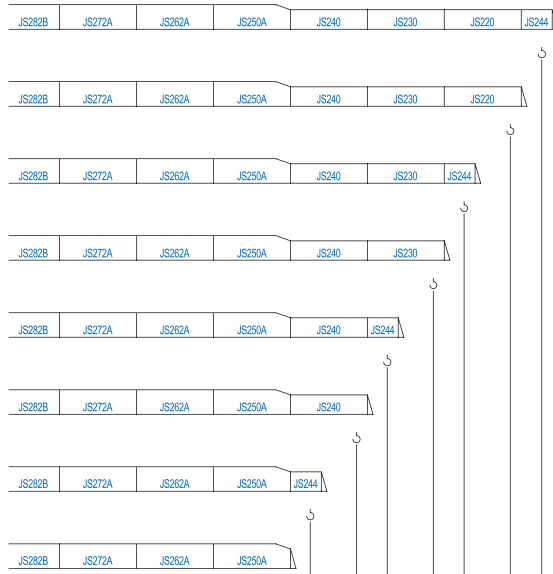 JS282B JS272A JS262A JS250A JS240 JS230 JS220 JS244
JS282B JS272A JS262A JS250A JS240 JS230 JS220
JS282B JS272A JS262A JS250A JS240 JS230 JS244
JS282B JS272A JS262A JS250A JS240 JS230
JS282B JS272A JS262A JS250A JS240 JS244
JS282B JS272A JS262A JS250A JS240
JS282B JS272A JS262A JS250A JS244
JS282B JS272A JS262A JS250A